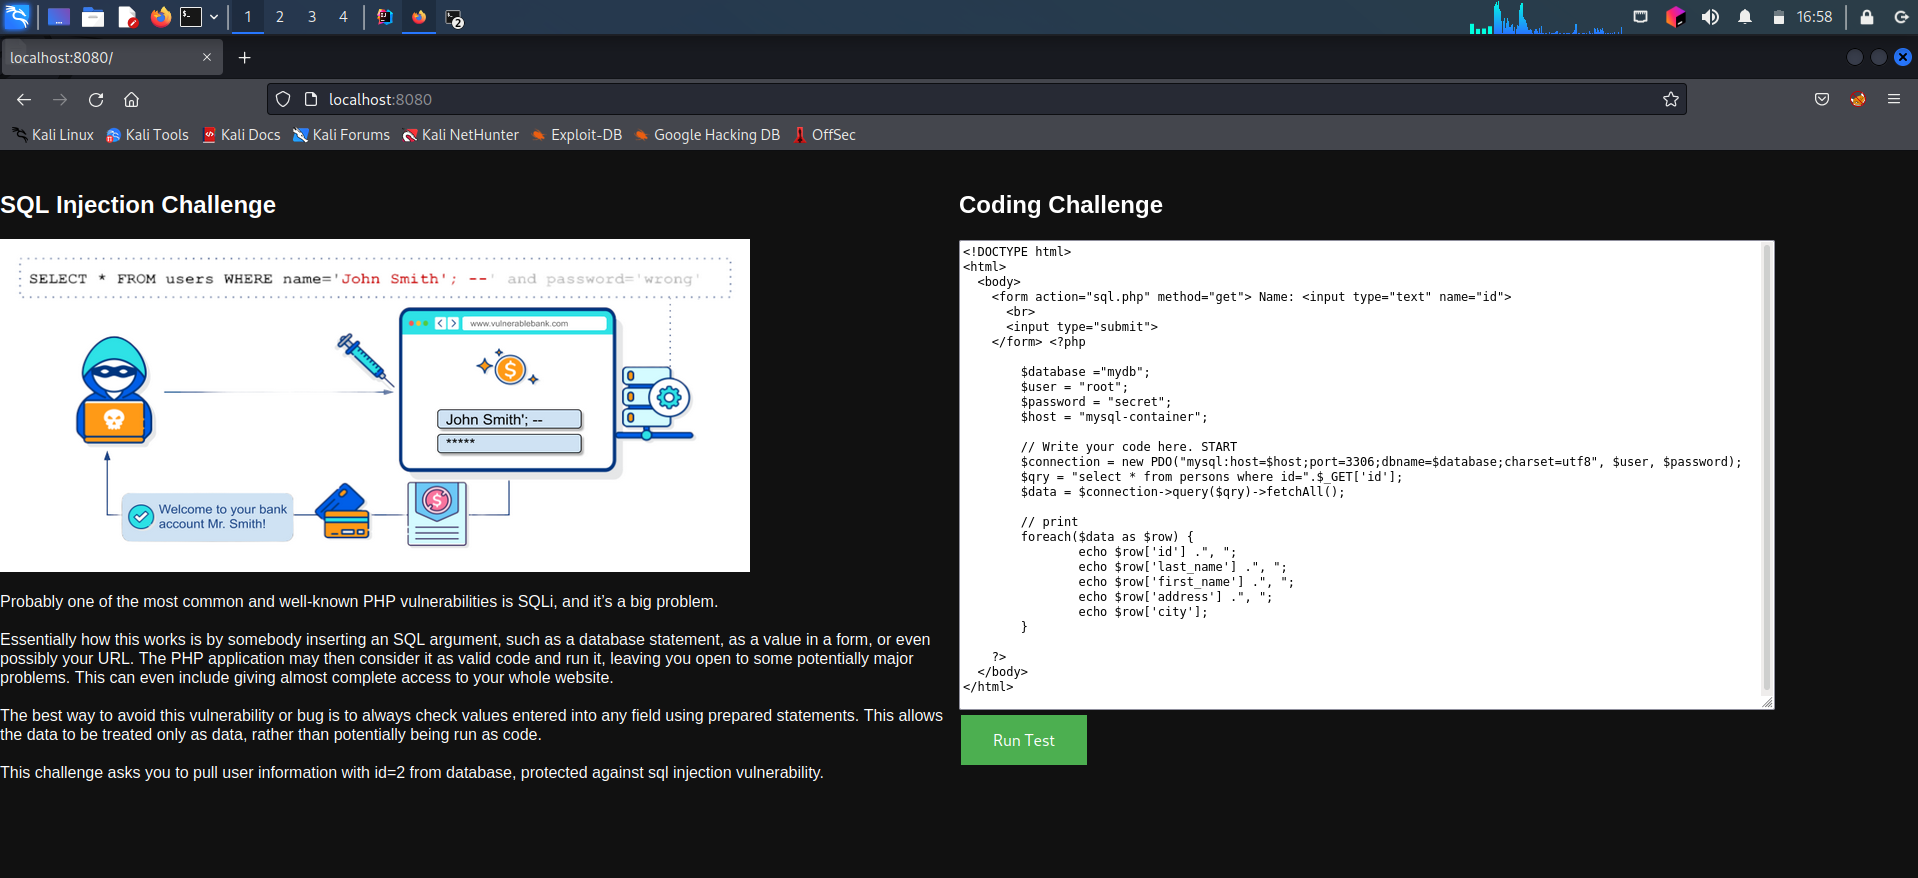 1 2 3 4 2 16:58
localhost:8080/
localhost:8080
Kali Linux Kali Tools Kali Docs Kali Forums Kali NetHunter Exploit-DB Google Hacking DB OffSec
SQL Injection Challenge
SELECT * FROM users WHERE name='John Smith'; --' and password='wrong'
www.vulnerablebank.com
John Smith'; --
*****
Welcome to your bank
account Mr. Smith!
Probably one of the most common and well-known PHP vulnerabilities is SQLi, and it’s a big problem.
Essentially how this works is by somebody inserting an SQL argument, such as a database statement, as a value in a form, or even
possibly your URL. The PHP application may then consider it as valid code and run it, leaving you open to some potentially major
problems. This can even include giving almost complete access to your whole website.
The best way to avoid this vulnerability or bug is to always check values entered into any field using prepared statements. This allows
the data to be treated only as data, rather than potentially being run as code.
This challenge asks you to pull user information with id=2 from database, protected against sql injection vulnerability.
Coding Challenge
<!DOCTYPE html>
<html>
<body>
<form action="sql.php" method="get"> Name: <input type="text" name="id">
<br>
<input type="submit">
</form> <?php
$database ="mydb";
$user = "root";
$password = "secret";
$host = "mysql-container";
// Write your code here. START
$connection = new PDO("mysql:host=$host;port=3306;dbname=$database;charset=utf8", $user, $password);
$qry = "select * from persons where id=".$_GET['id'];
$data = $connection->query($qry)->fetchAll();
// print
foreach($data as $row) {
echo $row['id'] .", ";
echo $row['last_name'] .", ";
echo $row['first_name'] .", ";
echo $row['address'] .", ";
echo $row['city'];
}
?>
</body>
</html>
Run Test